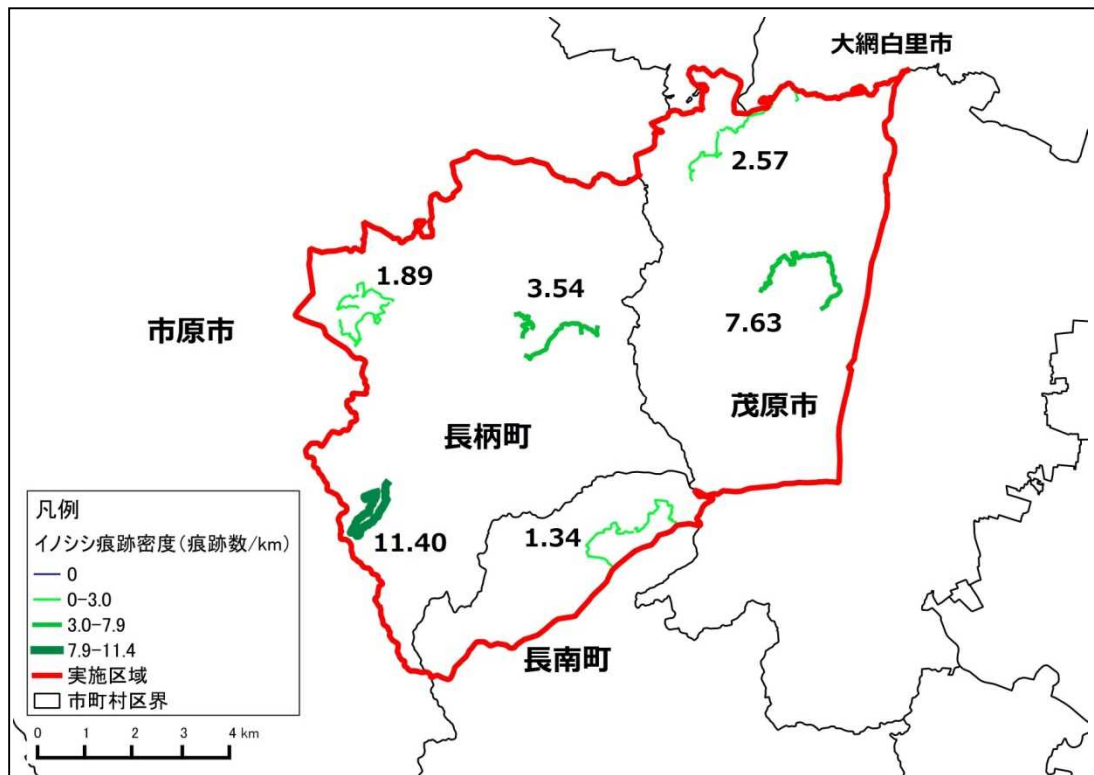 大網白里市
2.57
1.89
3.54
市原市
7.63
茂原市
長柄町
11.40
1.34
長南町
凡例
イノシシ痕跡密度(痕跡数/km)
0
0-3.0
3.0-7.9
7.9-11.4
実施区域
市町村区界
0 1 2 4 km